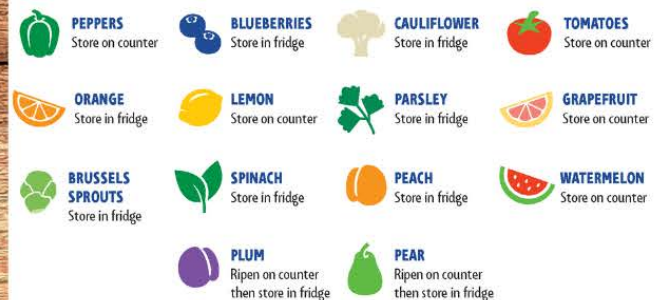 PEPPERS
Store on counter
BLUEBERRIES
Store in fridge
CAULIFLOWER
Store in fridge
TOMATOES
Store on counter
ORANGE
Store in fridge
LEMON
Store on counter
PARSLEY
Store in fridge
GRAPEFRUIT
Store on counter
BRUSSELS
SPROUTS
Store in fridge
SPINACH
Store in fridge
PEACH
Store in fridge
WATERMELON
Store on counter
PLUM
Ripen on counter
then store in fridge
PEAR
Ripen on counter
then store in fridge